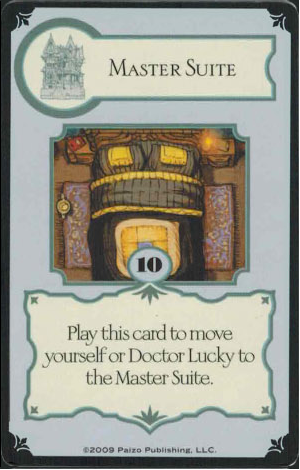 Master Suite
10
Play this card to move
yourself or Doctor Lucky to
the Master Suite.
©2009 Paizo Publishing, LLC.